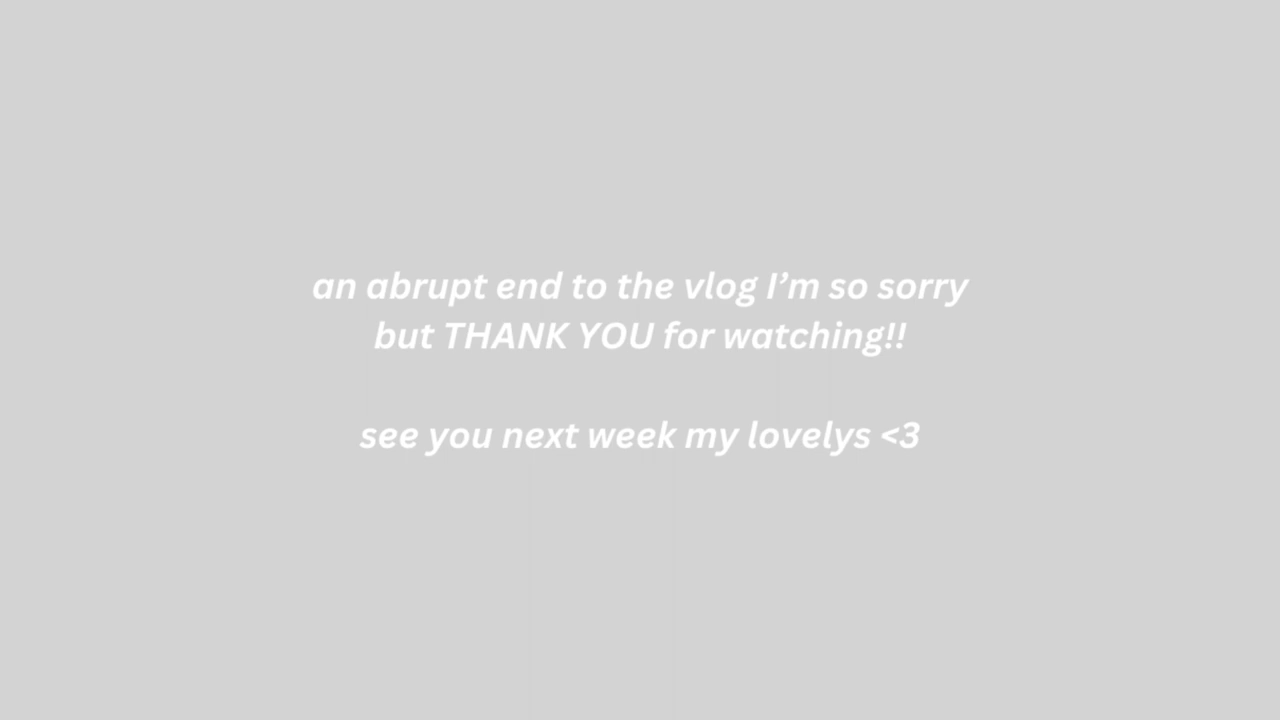 an abrupt end to the vlog I’m so sorry
but THANK YOU for watching!!
see you next week my lovelys <3